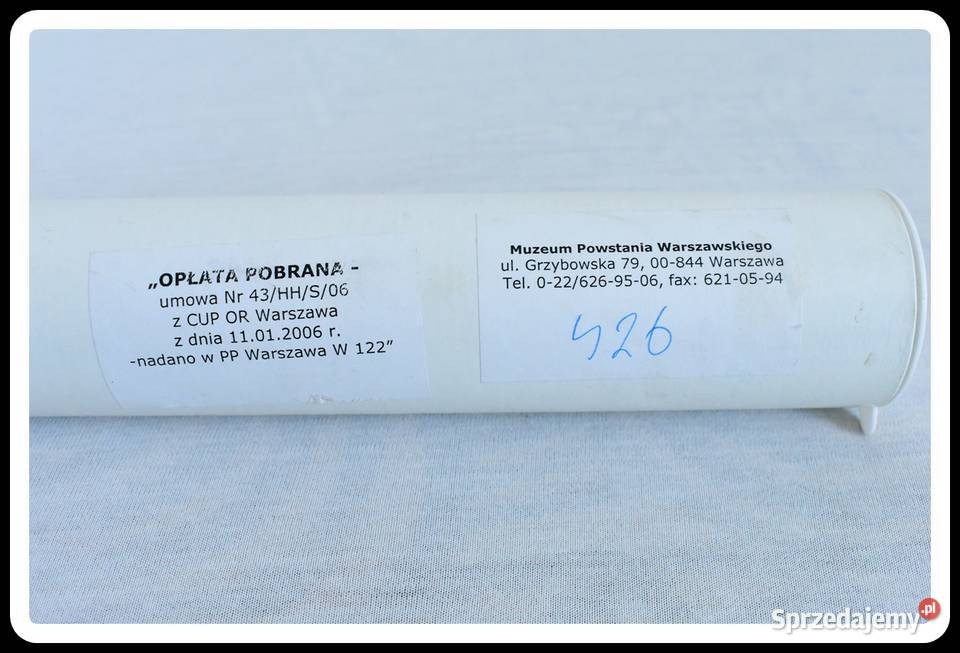 „OPŁATA POBRANA -
umowa Nr 43/HH/S/06
z CUP OR Warszawa
z dnia 11.01.2006 r.
-nadano w PP Warszawa W 122”
Muzeum Powstania Warszawskiego
ul. Grzybowska 79, 00-844 Warszawa
Tel. 0-22/626-95-06, fax: 621-05-94
426
Sprzedajemy.pl